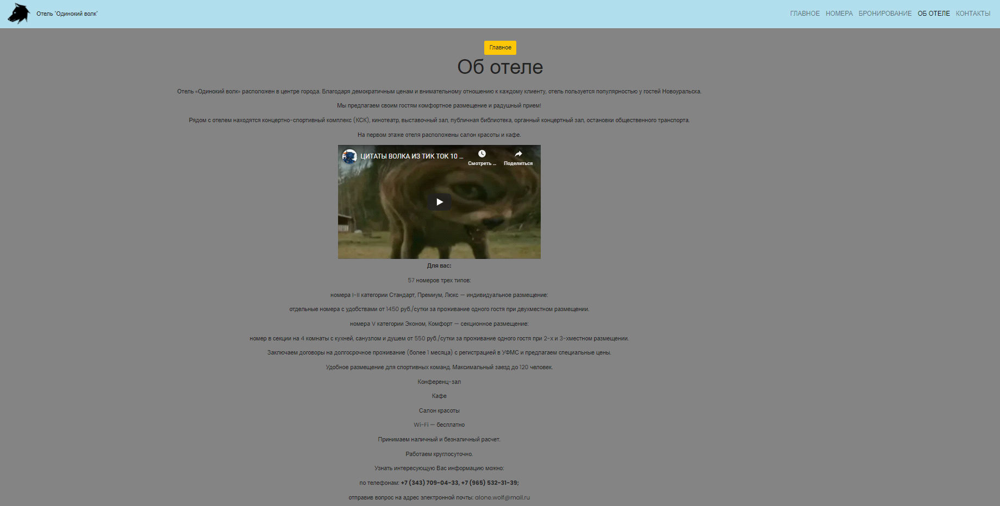 Отель "Одинокий волк"
ГЛАВНОЕ НОМЕРА БРОНИРОВАНИЕ ОБ ОТЕЛЕ КОНТАКТЫ
Главное
Об отеле
Отель «Одинокий волк» расположен в центре города. Благодаря демократичным ценам и внимательному отношению к каждому клиенту, отель пользуется популярностью у гостей Новоуральска.
Мы предлагаем своим гостям комфортное размещение и радушный прием!
Рядом с отелем находятся концертно-спортивный комплекс (КСК), кинотеатр, выставочный зал, публичная библиотека, органный концертный зал, остановки общественного транспорта.
На первом этаже отеля расположены салон красоты и кафе.
ЦИТАТЫ ВОЛКА ИЗ ТИК ТОК 10 ...
Смотреть ...
Поделиться
Для вас:
57 номеров трех типов:
номера I-II категории Стандарт, Премиум, Люкс — индивидуальное размещение:
отдельные номера с удобствами от 1450 руб./сутки за проживание одного гостя при двухместном размещении.
номера V категории Эконом, Комфорт — секционное размещение:
номер в секции на 4 комнаты с кухней, санузлом и душем от 550 руб./сутки за проживание одного гостя при 2-х и 3-хместном размещении.
Заключаем договоры на долгосрочное проживание (более 1 месяца) с регистрацией в УФМС и предлагаем специальные цены.
Удобное размещение для спортивных команд. Максимальный заезд до 120 человек.
Конференц-зал
Кафе
Салон красоты
Wi-Fi — бесплатно
Принимаем наличный и безналичный расчет.
Работаем круглосуточно.
Узнать интересующую Вас информацию можно:
по телефонам: +7 (343) 709-04-33, +7 (965) 532-31-39;
отправив вопрос на адрес электронной почты: alone.wolf@mail.ru